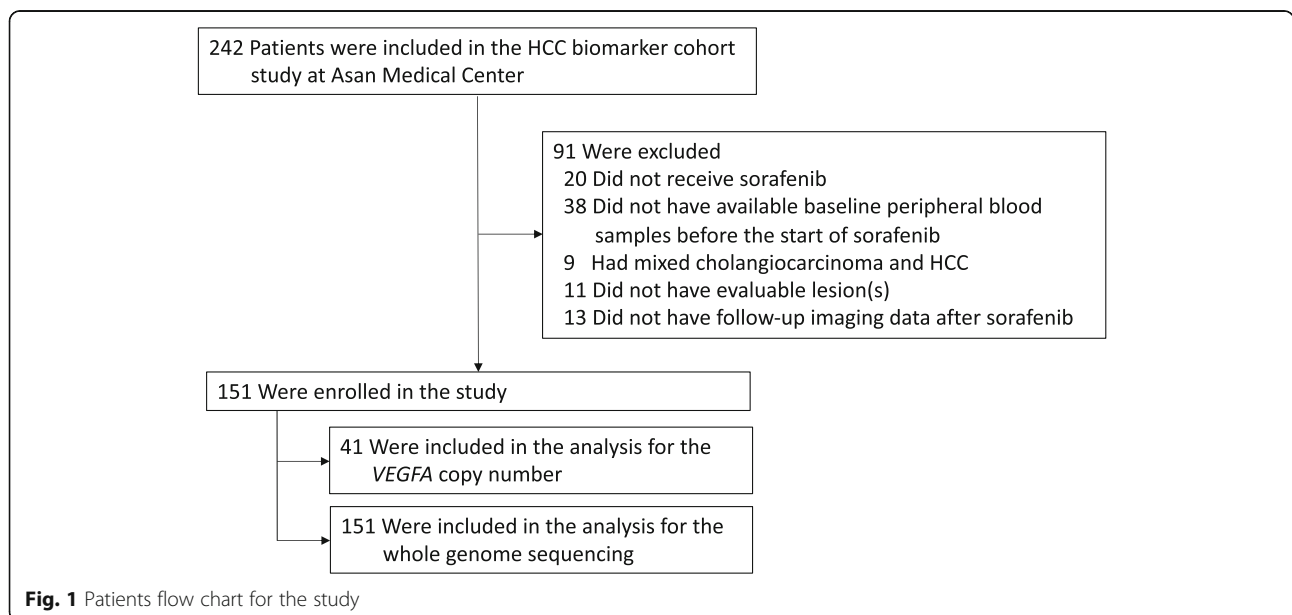 242 Patients were included in the HCC biomarker cohort
study at Asan Medical Center
91 Were excluded
20 Did not receive sorafenib
38 Did not have available baseline peripheral blood
samples before the start of sorafenib
9 Had mixed cholangiocarcinoma and HCC
11 Did not have evaluable lesion(s)
13 Did not have follow-up imaging data after sorafenib
151 Were enrolled in the study
41 Were included in the analysis for the
VEGFA copy number
151 Were included in the analysis for the
whole genome sequencing
Fig. 1 Patients flow chart for the study